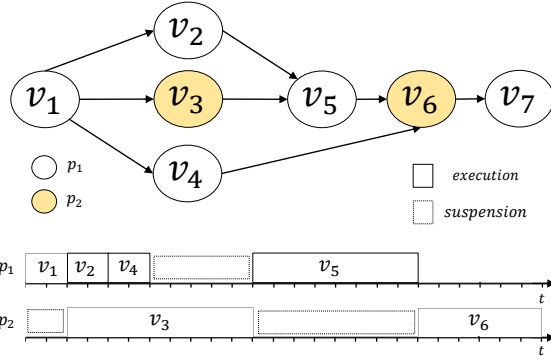 v₂
v₁ v₃ v₅ v₆ v₇
v₄
p₁
p₂
execution
suspension
p₁ v₁ v₂ v₄ v₅
t
p₂ v₃ v₆
t